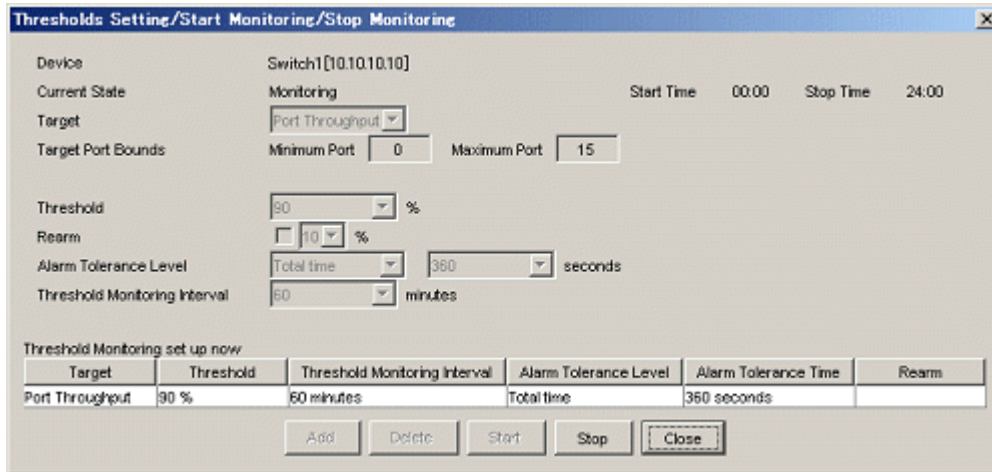 Thresholds Setting/Start Monitoring/Stop Monitoring
Device Switch1[10.10.10.10]
Current State Monitoring Start Time 00:00 Stop Time 24:00
Target Port Throughput
Target Port Bounds Minimum Port 0 Maximum Port 15
Threshold 90 %
Rearm 10 %
Alarm Tolerance Level Total time 360 seconds
Threshold Monitoring Interval 60 minutes
Threshold Monitoring set up now
Target Threshold Threshold Monitoring Interval Alarm Tolerance Level Alarm Tolerance Time Rearm
Port Throughput 90 % 60 minutes Total time 360 seconds
Add Delete Start Stop Close